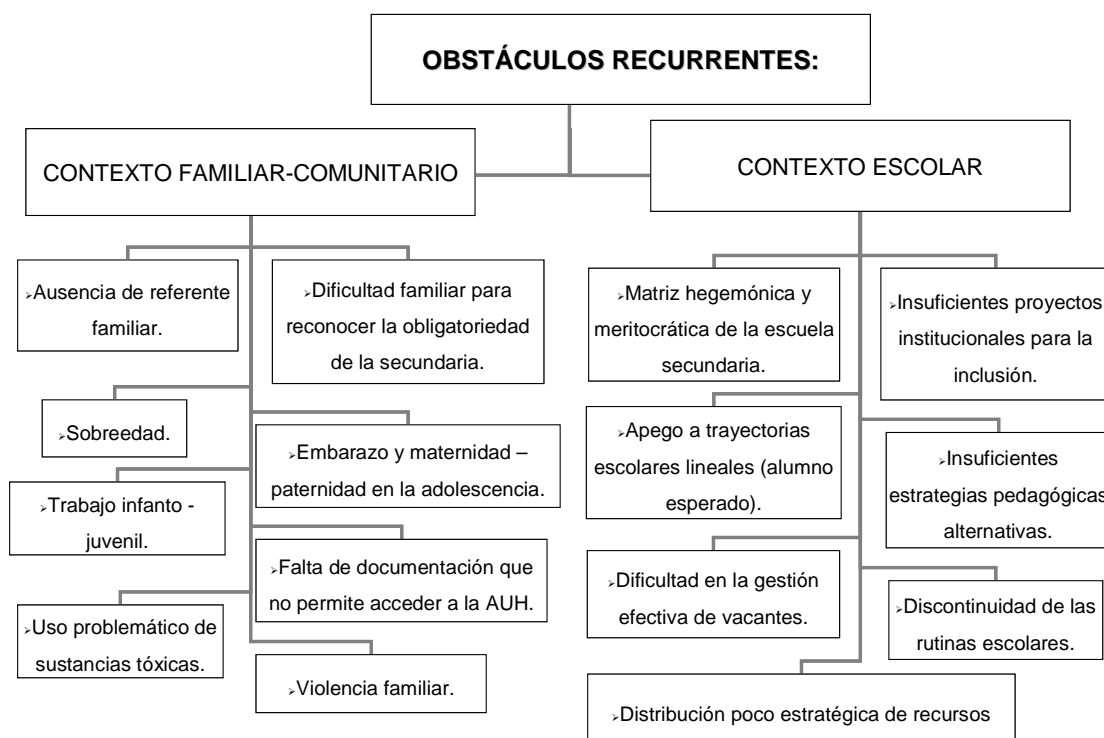 OBSTÁCULOS RECURRENTES:
CONTEXTO FAMILIAR-COMUNITARIO
➢Ausencia de referente
familiar.
➢Dificultad familiar para
reconocer la obligatoriedad
de la secundaria.
➢Sobreedad.
➢Embarazo y maternidad –
paternidad en la adolescencia.
➢Trabajo infanto -
juvenil.
➢Falta de documentación que
no permite acceder a la AUH.
➢Uso problemático de
sustancias tóxicas.
➢Violencia familiar.
CONTEXTO ESCOLAR
➢Matriz hegemónica y
meritocrática de la escuela
secundaria.
➢Insuficientes proyectos
institucionales para la
inclusión.
➢Apego a trayectorias
escolares lineales (alumno
esperado).
➢Insuficientes
estrategias pedagógicas
alternativas.
➢Dificultad en la gestión
efectiva de vacantes.
➢Discontinuidad de las
rutinas escolares.
➢Distribución poco estratégica de recursos